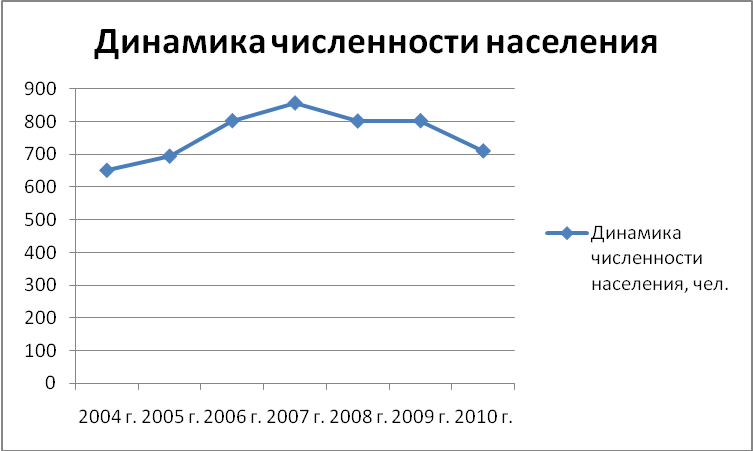 Динамика численности населения
900
800
700
600
500
400
300
200
100
0
2004 г. 2005 г. 2006 г. 2007 г. 2008 г. 2009 г. 2010 г.
Динамика
численности
населения, чел.